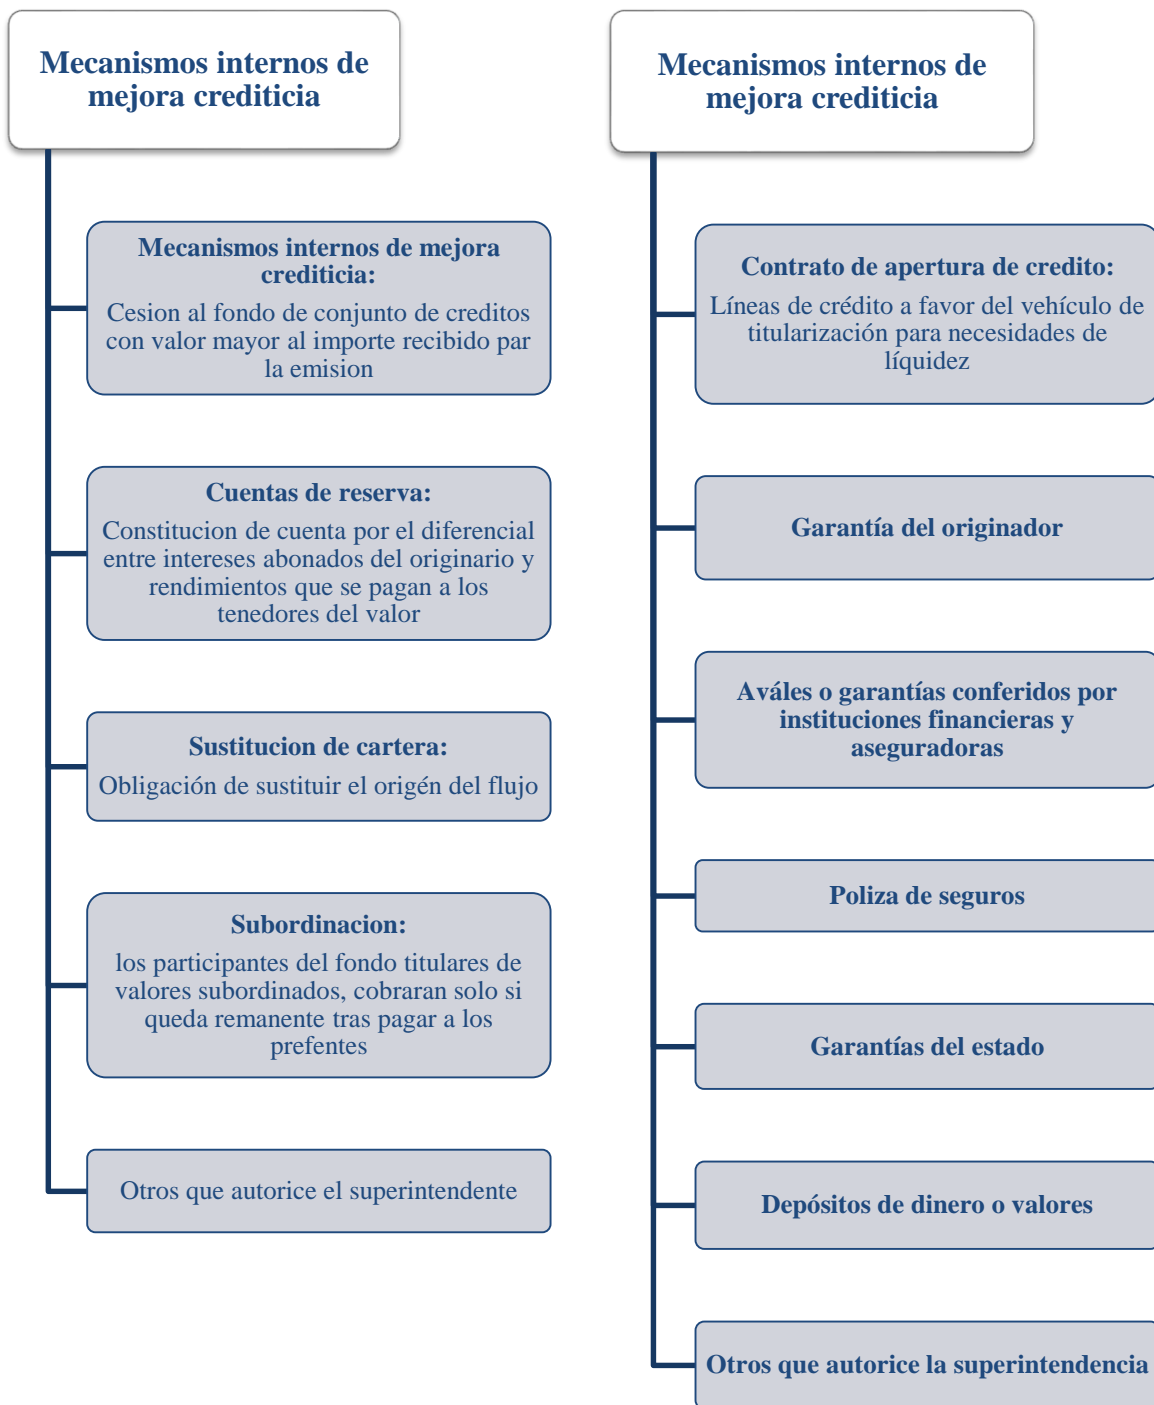 Mecanismos internos de
mejora crediticia
Mecanismos internos de mejora
crediticia:
Cesion al fondo de conjunto de creditos
con valor mayor al importe recibido par
la emision
Cuentas de reserva:
Constitucion de cuenta por el diferencial
entre intereses abonados del originario y
rendimientos que se pagan a los
tenedores del valor
Sustitucion de cartera:
Obligación de sustituir el origén del flujo
Subordinacion:
los participantes del fondo titulares de
valores subordinados, cobraran solo si
queda remanente tras pagar a los
prefentes
Otros que autorice el superintendente
Mecanismos internos de
mejora crediticia
Contrato de apertura de credito:
Líneas de crédito a favor del vehículo de
titularización para necesidades de
líquidez
Garantía del originador
Aváles o garantías conferidos por
instituciones financieras y
aseguradoras
Poliza de seguros
Garantías del estado
Depósitos de dinero o valores
Otros que autorice la superintendencia